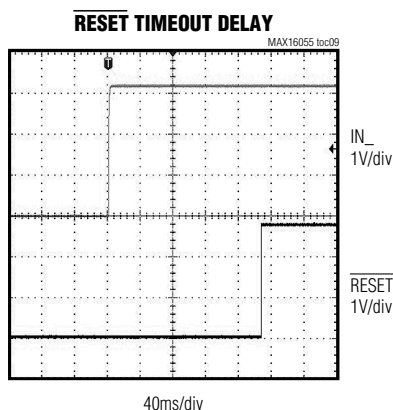 RESET TIMEOUT DELAY
MAX16055 toc09
T
IN_
1V/div
RESET
1V/div
40ms/div